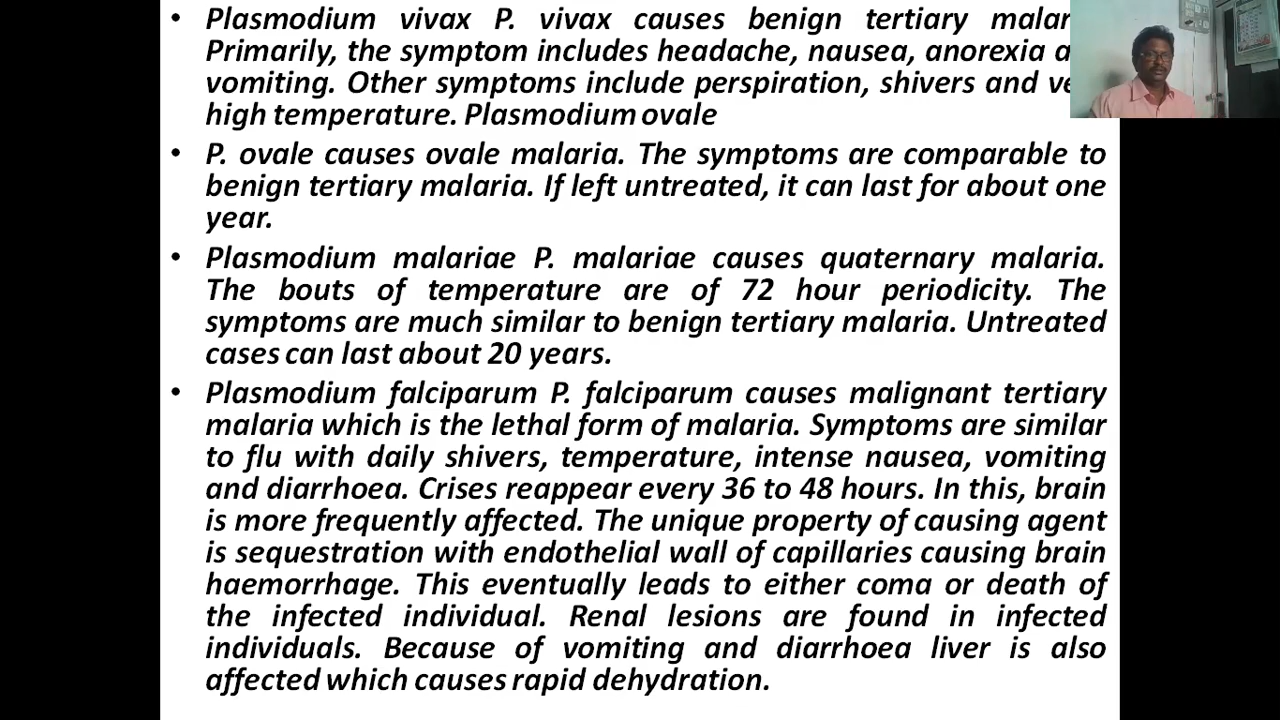 • Plasmodium vivax P. vivax causes benign tertiary malar
Primarily, the symptom includes headache, nausea, anorexia a
vomiting. Other symptoms include perspiration, shivers and ve
high temperature. Plasmodium ovale
• P. ovale causes ovale malaria. The symptoms are comparable to
benign tertiary malaria. If left untreated, it can last for about one
year.
• Plasmodium malariae P. malariae causes quaternary malaria.
The bouts of temperature are of 72 hour periodicity. The
symptoms are much similar to benign tertiary malaria. Untreated
cases can last about 20 years.
• Plasmodium falciparum P. falciparum causes malignant tertiary
malaria which is the lethal form of malaria. Symptoms are similar
to flu with daily shivers, temperature, intense nausea, vomiting
and diarrhoea. Crises reappear every 36 to 48 hours. In this, brain
is more frequently affected. The unique property of causing agent
is sequestration with endothelial wall of capillaries causing brain
haemorrhage. This eventually leads to either coma or death of
the infected individual. Renal lesions are found in infected
individuals. Because of vomiting and diarrhoea liver is also
affected which causes rapid dehydration.